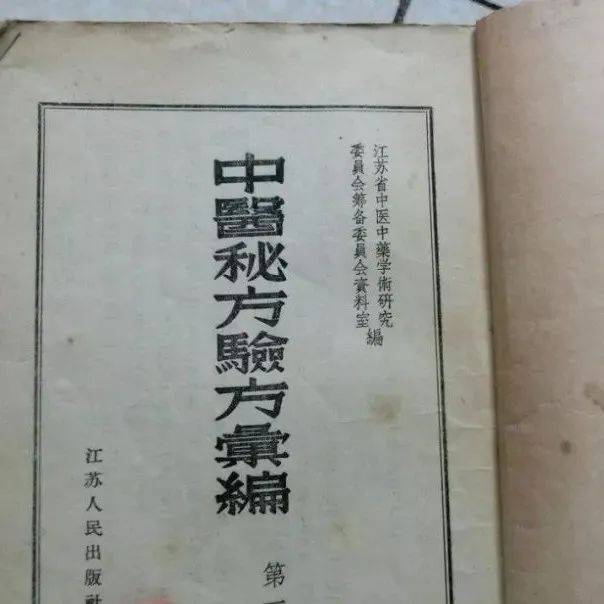 江苏省中医中藥学術研究
委員会筹备委員会資料室編
中醫秘方驗方彙編
第
江苏人民出版社